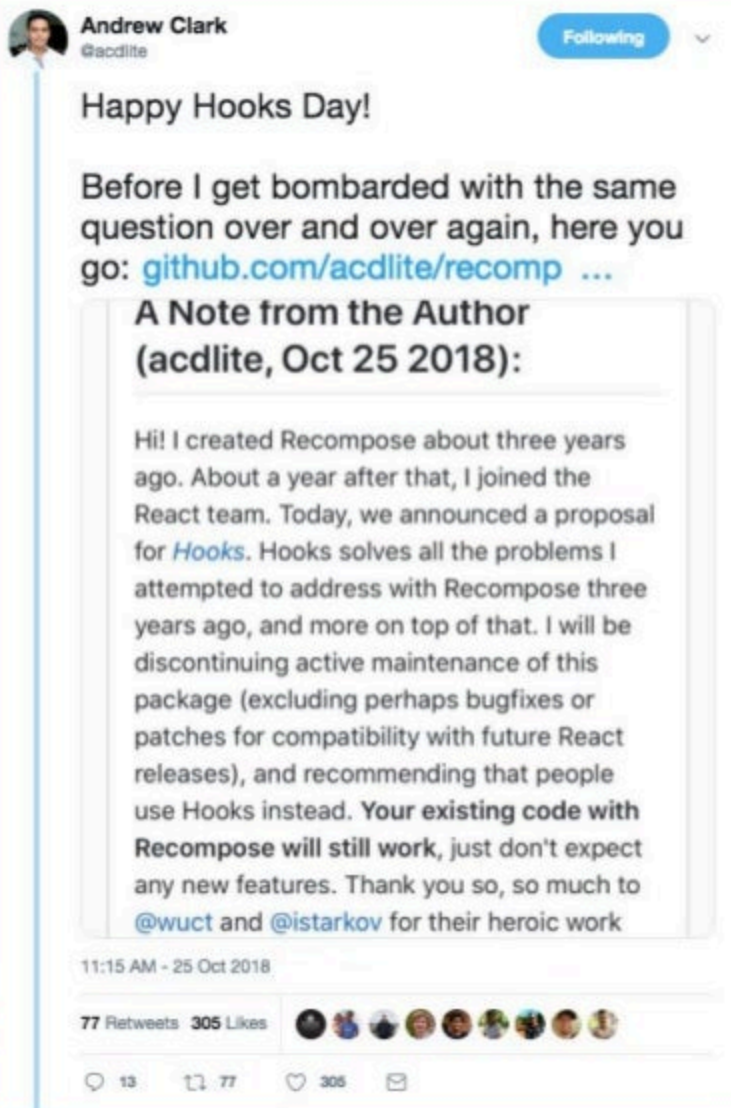 Andrew Clark
@acdlite
Following
Happy Hooks Day!
Before I get bombarded with the same
question over and over again, here you
go: github.com/acdlite/recomp ...
A Note from the Author
(acdlite, Oct 25 2018):
Hi! I created Recompose about three years
ago. About a year after that, I joined the
React team. Today, we announced a proposal
for Hooks. Hooks solves all the problems I
attempted to address with Recompose three
years ago, and more on top of that. I will be
discontinuing active maintenance of this
package (excluding perhaps bugfixes or
patches for compatibility with future React
releases), and recommending that people
use Hooks instead. Your existing code with
Recompose will still work, just don't expect
any new features. Thank you so, so much to
@wuct and @istarkov for their heroic work
11:15 AM - 25 Oct 2018
77 Retweets 305 Likes
13 77 305